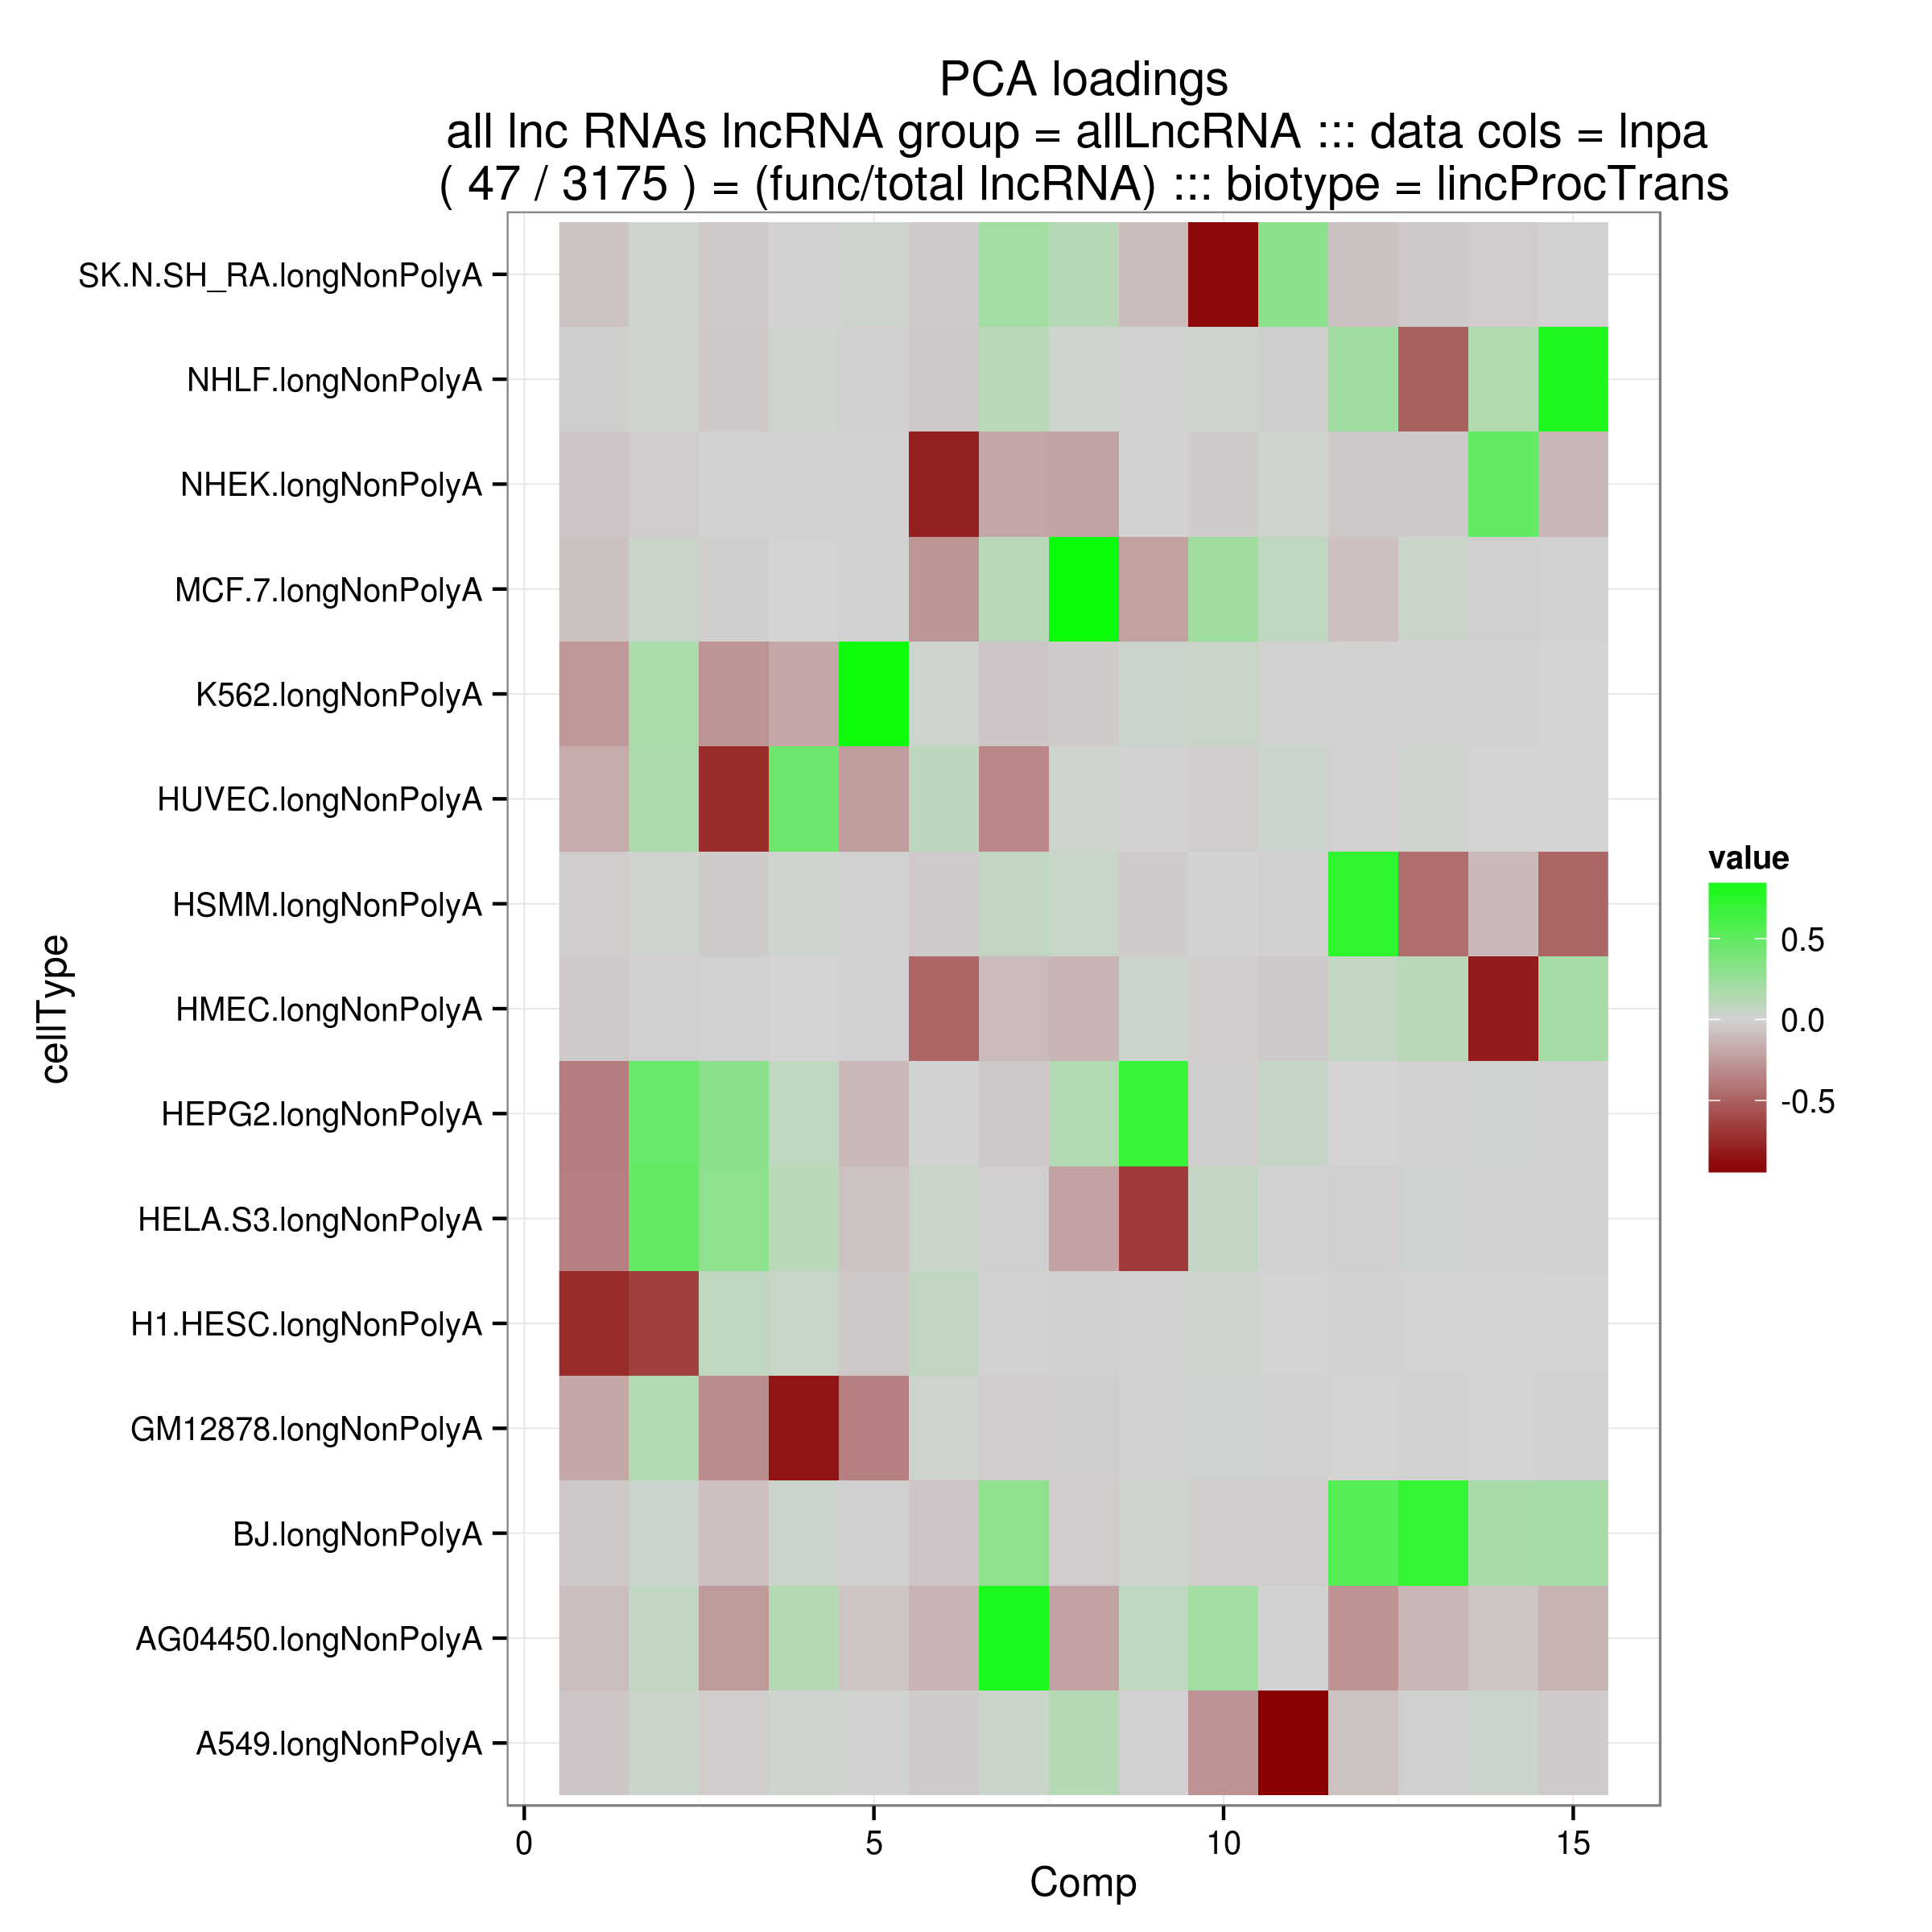 PCA loadings
all lnc RNAs lncRNA group = allLncRNA ::: data cols = lnpa
( 47 / 3175 ) = (func/total lncRNA) ::: biotype = lincProcTrans
SK.N.SH_RA.longNonPolyA
NHLF.longNonPolyA
NHEK.longNonPolyA
MCF.7.longNonPolyA
K562.longNonPolyA
HUVEC.longNonPolyA
HSMM.longNonPolyA
HMEC.longNonPolyA
HEPG2.longNonPolyA
HELA.S3.longNonPolyA
H1.HESC.longNonPolyA
GM12878.longNonPolyA
BJ.longNonPolyA
AG04450.longNonPolyA
A549.longNonPolyA
cellType
0 5 10 15
Comp
value
0.5
0.0
-0.5